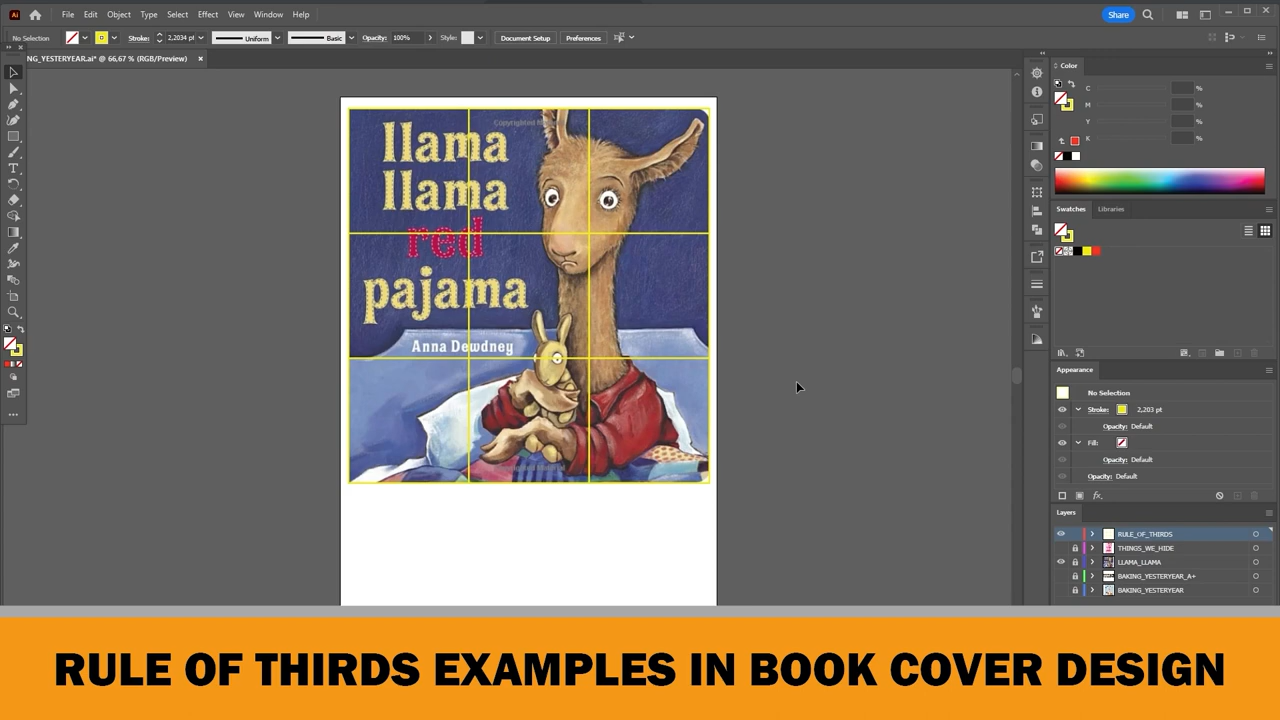 Ai
File Edit Object Type Select Effect View Window Help
Share
No Selection
Stroke:
2,2034 pt
Uniform
Basic
Opacity: 100%
Style:
Document Setup
Preferences
NG_YESTERYEAR.ai* @ 66,67 % (RGB/Preview)
×
Copyrighted M
llama
llama
red
pajama
Anna Dewdney
Color
C %
M %
Y %
K %
Swatches Libraries
Appearance
No Selection
Stroke: 2,203 pt
Opacity: Default
Fill:
Opacity: Default
Opacity: Default
fx
Layers
RULE_OF_THIRDS
THINGS_WE_HIDE
LLAMA_LLAMA
BAKING_YESTERYEAR_A+
BAKING_YESTERYEAR
RULE OF THIRDS EXAMPLES IN BOOK COVER DESIGN